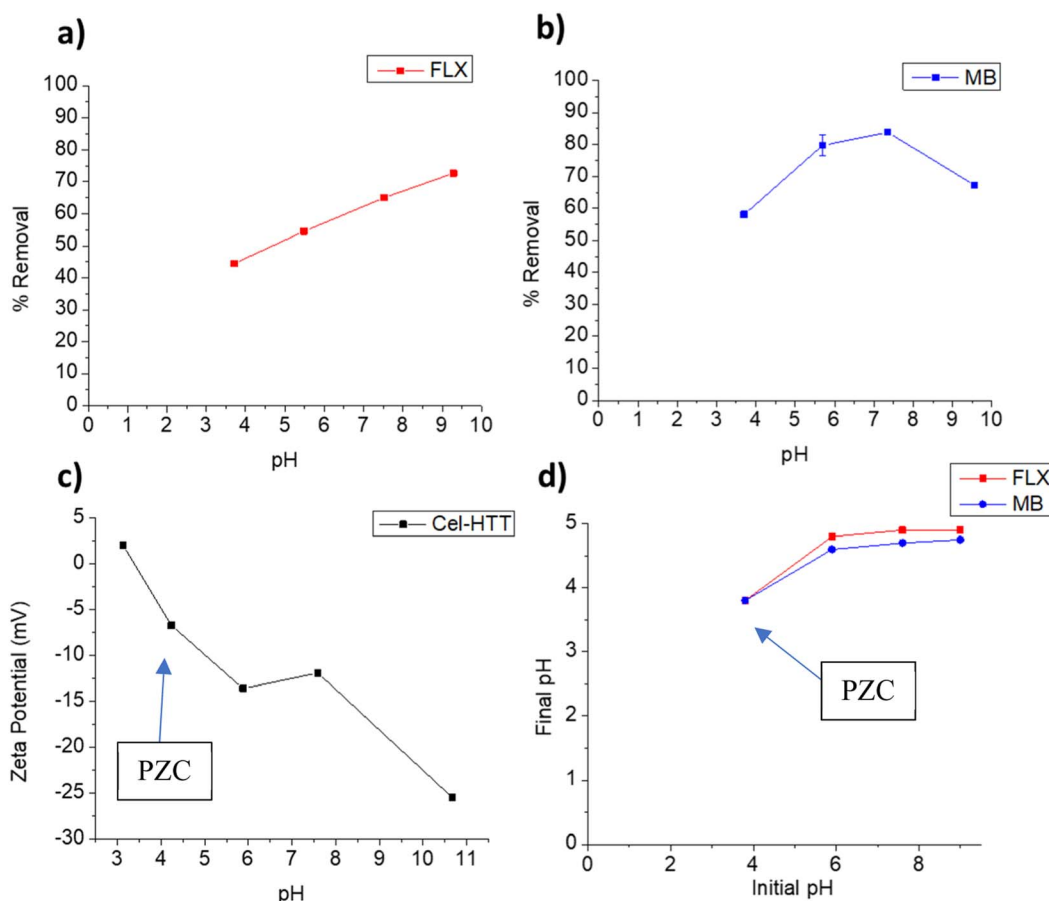 a)
FLX
100
90
80
70
60
50
40
30
20
10
0
% Removal
0 1 2 3 4 5 6 7 8 9 10
pH
b)
MB
100
90
80
70
60
50
40
30
20
10
0
% Removal
0 1 2 3 4 5 6 7 8 9 10
pH
c)
Cel-HTT
5
0
-5
-10
-15
-20
-25
-30
Zeta Potential (mV)
PZC
3 4 5 6 7 8 9 10 11
pH
d)
FLX
MB
5
4
3
2
1
0
Final pH
PZC
0 2 4 6 8
Initial pH